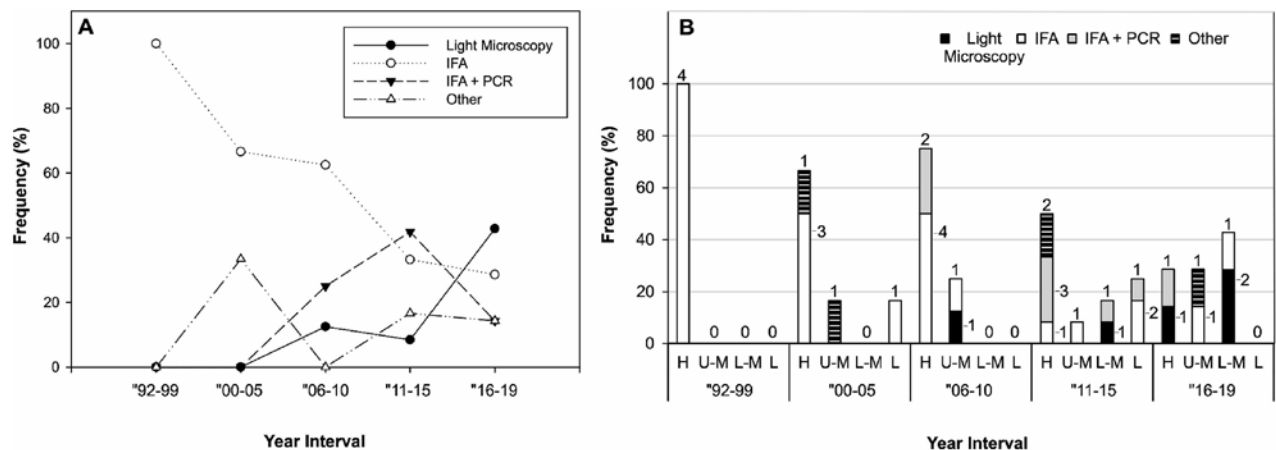 A
Light Microscopy
IFA
IFA + PCR
Other
100
80
60
40
20
0
Frequency (%)
"92-99 "00-05 "06-10 "11-15 "16-19
Year Interval
B
Light Microscopy IFA IFA + PCR Other
100
80
60
40
20
0
Frequency (%)
4 0 0 0
1 -3 1 0 1
2 -4 1 -1 0 0
2 -3 -1 1 1 -1 1 -2
1 -1 1 -1 1 -2 0
H U-M L-M L H U-M L-M L H U-M L-M L H U-M L-M L H U-M L-M L
"92-99 "00-05 "06-10 "11-15 "16-19
Year Interval